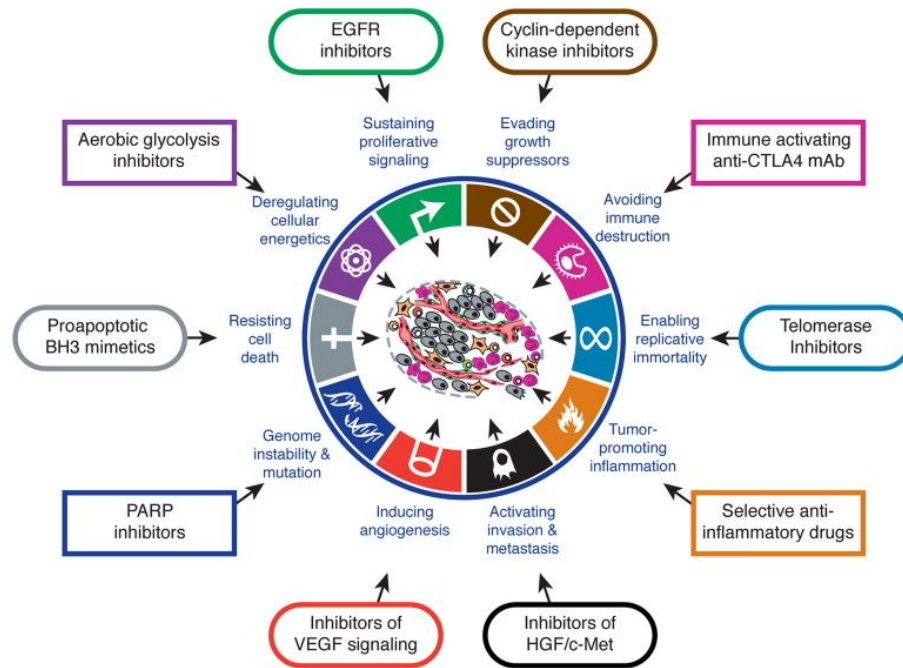 EGFR
inhibitors
Cyclin-dependent
kinase inhibitors
Sustaining
proliferative
signaling
Evading
growth
suppressors
Aerobic glycolysis
inhibitors
Immune activating
anti-CTLA4 mAb
Deregulating
cellular
energetics
Avoiding
immune
destruction
Proapoptotic
BH3 mimetics
Resisting
cell
death
Enabling
replicative
immortality
Telomerase
Inhibitors
Genome
instability &
mutation
Tumor-
promoting
inflammation
PARP
inhibitors
Inducing
angiogenesis
Activating
invasion &
metastasis
Selective anti-
inflammatory drugs
Inhibitors of
VEGF signaling
Inhibitors of
HGF/c-Met